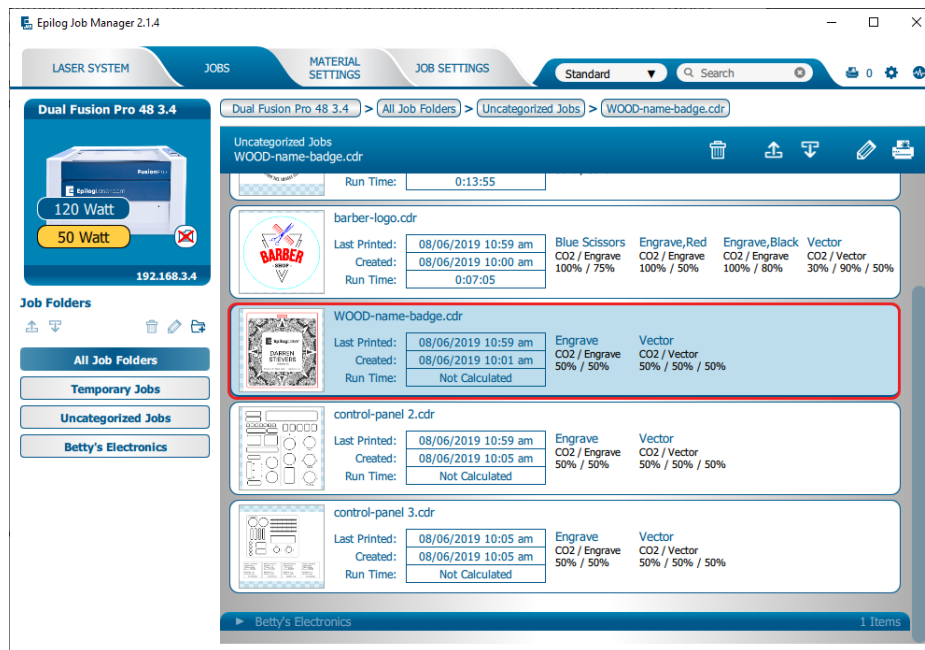 Epilog Job Manager 2.1.4
LASER SYSTEM
JOBS
MATERIAL
SETTINGS
JOB SETTINGS
Standard
Search
0
Dual Fusion Pro 48 3.4
FusionPro
Epiloglaser.com
120 Watt
50 Watt
192.168.3.4
Job Folders
All Job Folders
Temporary Jobs
Uncategorized Jobs
Betty's Electronics
Dual Fusion Pro 48 3.4 > All Job Folders > Uncategorized Jobs > WOOD-name-badge.cdr
Uncategorized Jobs
WOOD-name-badge.cdr
Run Time: 0:13:55
barber-logo.cdr
BARBER
SHOP
Last Printed: 08/06/2019 10:59 am
Created: 08/06/2019 10:00 am
Run Time: 0:07:05
Blue Scissors
CO2 / Engrave
100% / 75%
Engrave,Red
CO2 / Engrave
100% / 50%
Engrave,Black
CO2 / Engrave
100% / 80%
Vector
CO2 / Vector
30% / 90% / 50%
WOOD-name-badge.cdr
Epilog Laser
DARREN
STIEVERS
Last Printed: 08/06/2019 10:59 am
Created: 08/06/2019 10:01 am
Run Time: Not Calculated
Engrave
CO2 / Engrave
50% / 50%
Vector
CO2 / Vector
50% / 50% / 50%
control-panel 2.cdr
Last Printed: 08/06/2019 10:59 am
Created: 08/06/2019 10:05 am
Run Time: Not Calculated
Engrave
CO2 / Engrave
50% / 50%
Vector
CO2 / Vector
50% / 50% / 50%
control-panel 3.cdr
Last Printed: 08/06/2019 10:05 am
Created: 08/06/2019 10:05 am
Run Time: Not Calculated
Engrave
CO2 / Engrave
50% / 50%
Vector
CO2 / Vector
50% / 50% / 50%
Betty's Electronics
1 Items